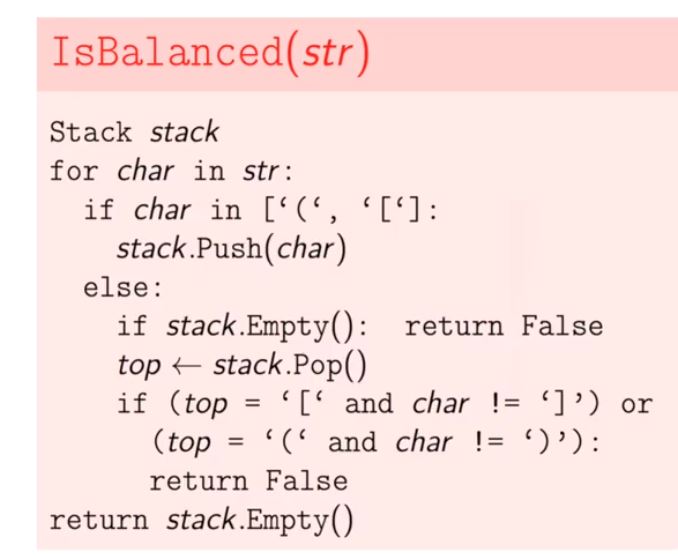 IsBalanced(str)
Stack stack
for char in str:
if char in [‘(‘, ‘[‘]:
stack.Push(char)
else:
if stack.Empty(): return False
top ← stack.Pop()
if (top = ‘[‘ and char != ‘]’) or
(top = ‘(‘ and char != ‘)’):
return False
return stack.Empty()